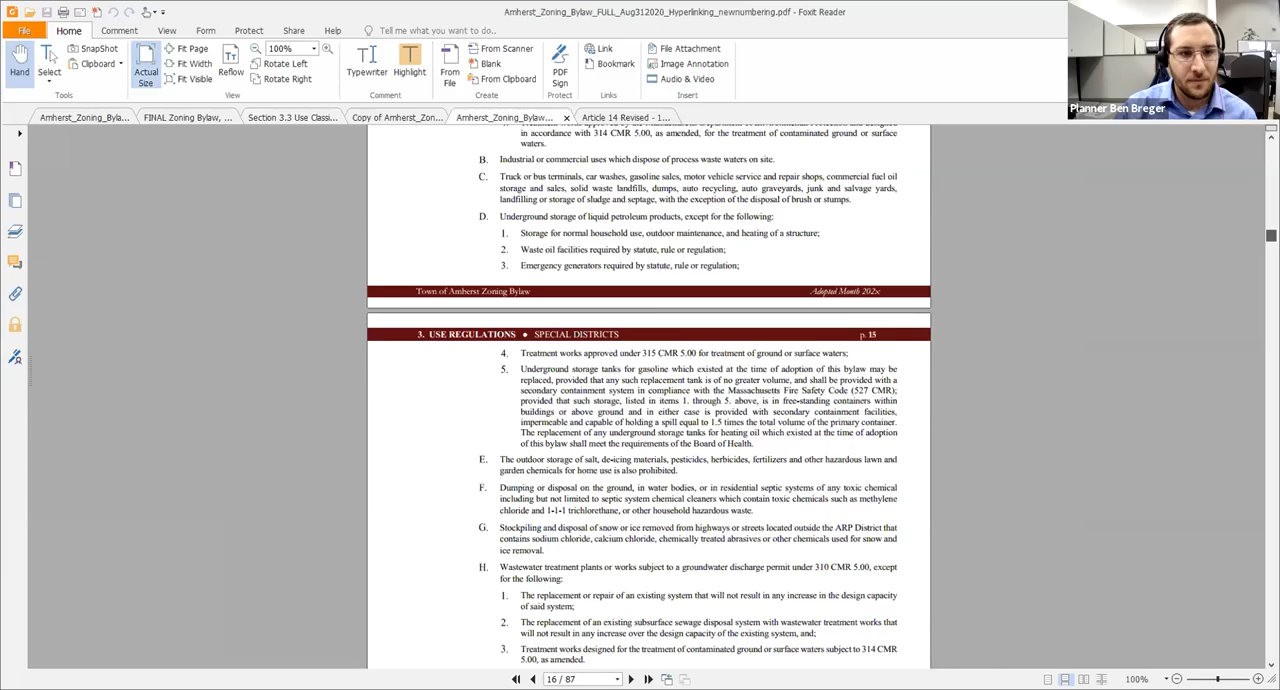 Amherst_Zoning_Bylaw_FULL_Aug312020_Hyperlinking_newnumbering.pdf - Foxit Reader
File Home Comment View Form Protect Share Help Tell me what you want to do...
Hand
Select
SnapShot
Clipboard
Actual Size
Fit Page
Fit Width
Fit Visible
Reflow
100%
Rotate Left
Rotate Right
Typewriter
Highlight
From File
From Scanner
Blank
From Clipboard
PDF Sign
Link
Bookmark
File Attachment
Image Annotation
Audio & Video
Tools View Comment Create Protect Links Insert
Planner Ben Breger
Amherst_Zoning_Byla... FINAL Zoning Bylaw, ... Section 3.3 Use Clas... Copy of Amherst_Zon... Amherst_Zoning_Bylaw... Article 14 Revised - 1...
in accordance with 314 CMR 5.00, as amended, for the treatment of contaminated ground or surface
waters.
B. Industrial or commercial uses which dispose of process waste waters on site.
C. Truck or bus terminals, car washes, gasoline sales, motor vehicle service and repair shops, commercial fuel oil
storage and sales, solid waste landfills, dumps, auto recycling, auto graveyards, junk and salvage yards,
landfilling or storage of sludge and septage, with the exception of the disposal of brush or stumps.
D. Underground storage of liquid petroleum products, except for the following:
1. Storage for normal household use, outdoor maintenance, and heating of a structure;
2. Waste oil facilities required by statute, rule or regulation;
3. Emergency generators required by statute, rule or regulation;
Town of Amherst Zoning Bylaw Adopted Month 202x
3. USE REGULATIONS • SPECIAL DISTRICTS p. 15
4. Treatment works approved under 315 CMR 5.00 for treatment of ground or surface waters;
5. Underground storage tanks for gasoline which existed at the time of adoption of this bylaw may be
replaced, provided that any such replacement tank is of no greater volume, and shall be provided with a
secondary containment system in compliance with the Massachusetts Fire Safety Code (527 CMR);
provided that such storage, listed in items 1. through 5. above, is in free-standing containers within
buildings or above ground and in either case is provided with secondary containment facilities,
impermeable and capable of holding a spill equal to 1.5 times the total volume of the primary container.
The replacement of any underground storage tanks for heating oil which existed at the time of adoption
of this bylaw shall meet the requirements of the Board of Health.
E. The outdoor storage of salt, de-icing materials, pesticides, herbicides, fertilizers and other hazardous lawn and
garden chemicals for home use is also prohibited.
F. Dumping or disposal on the ground, in water bodies, or in residential septic systems of any toxic chemical
including but not limited to septic system chemical cleaners which contain toxic chemicals such as methylene
chloride and 1-1-1 trichlorethane, or other household hazardous waste.
G. Stockpiling and disposal of snow or ice removed from highways or streets located outside the ARP District that
contains sodium chloride, calcium chloride, chemically treated abrasives or other chemicals used for snow and
ice removal.
H. Wastewater treatment plants or works subject to a groundwater discharge permit under 310 CMR 5.00, except
for the following:
1. The replacement or repair of an existing system that will not result in any increase in the design capacity
of said system;
2. The replacement of an existing subsurface sewage disposal system with wastewater treatment works that
will not result in any increase over the design capacity of the existing system, and;
3. Treatment works designed for the treatment of contaminated ground or surface waters subject to 314 CMR
5.00, as amended.
16 / 87 100%